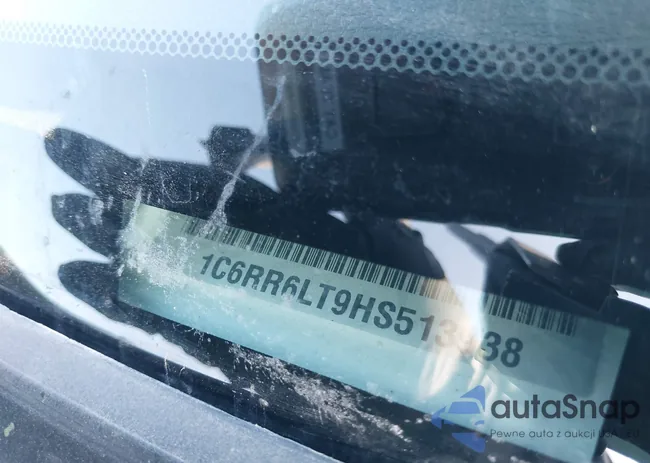 1C6RR6LT9HS513 38
autaSnap
Pewne auta z aukcji